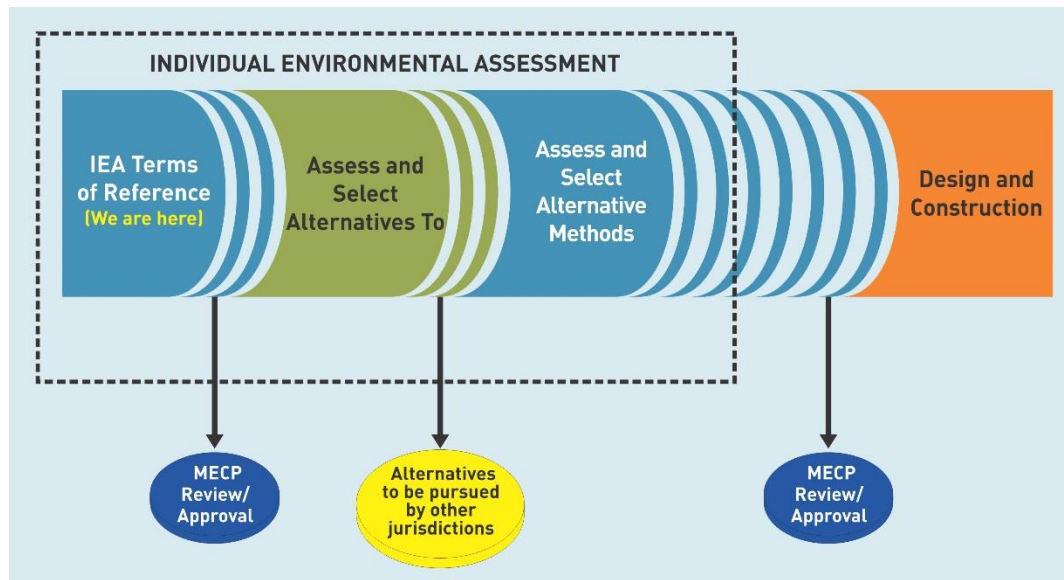 INDIVIDUAL ENVIRONMENTAL ASSESSMENT
IEA Terms
of Reference
(We are here)
Assess and
Select
Alternatives To
Assess and
Select
Alternative
Methods
Design and
Construction
MECP
Review/
Approval
Alternatives
to be pursued
by other
jurisdictions
MECP
Review/
Approval